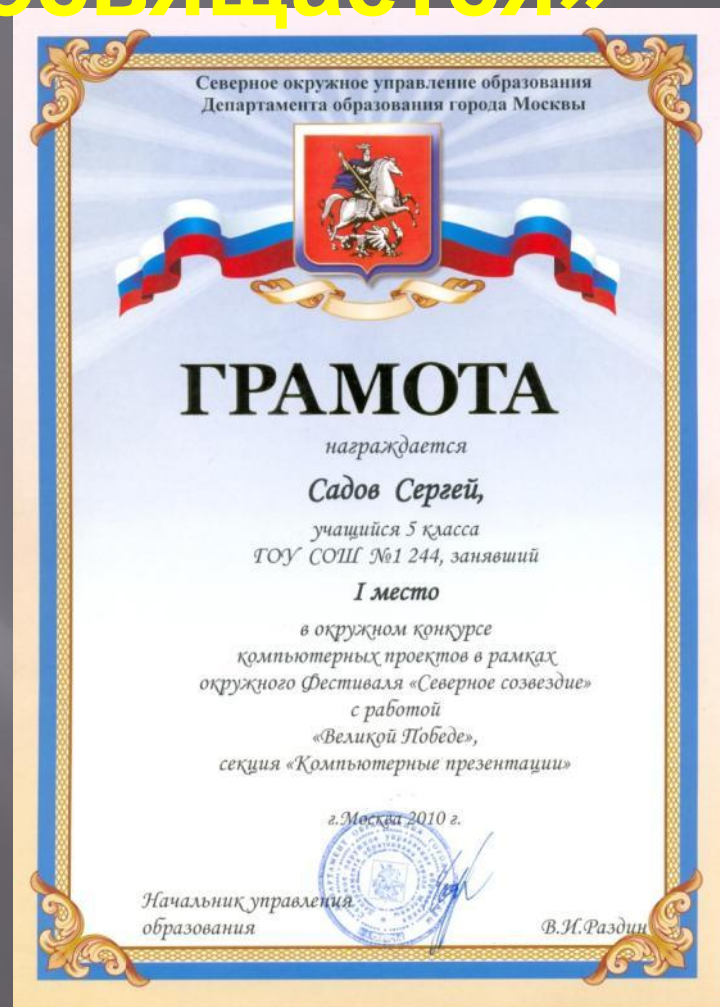 Северное окружное управление образования
Департамента образования города Москвы
ГРАМОТА
награждается
Садов Сергей,
учащийся 5 класса
ГОУ СОШ №1 244, занявший
I место
в окружном конкурсе
компьютерных проектов в рамках
окружного Фестиваля «Северное созвездие»
с работой
«Великой Победе»,
секция «Компьютерные презентации»
г.Москва 2010 г.
Начальник управления
образования
В.И.Раздин